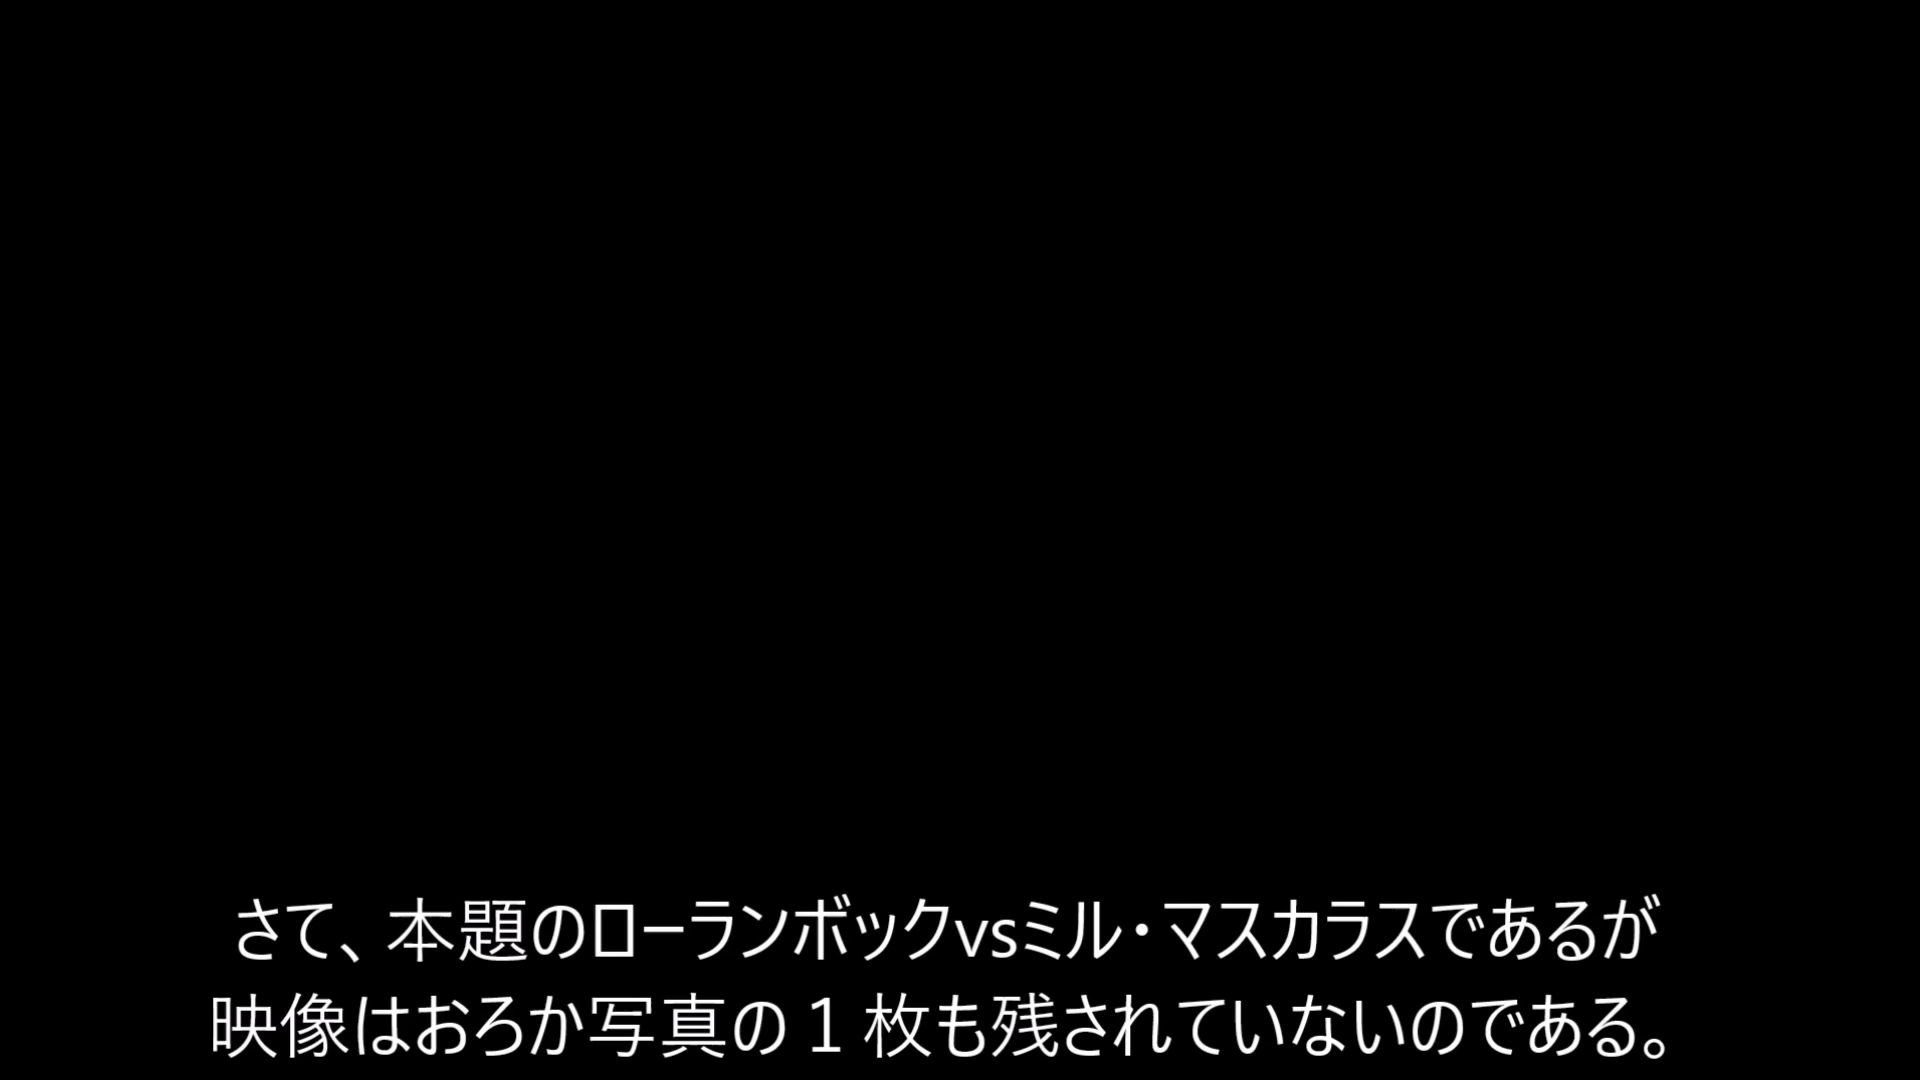 さて、本題のローランボックvsミル・マスカラスであるが
映像はおろか写真の１枚も残されていないのである。